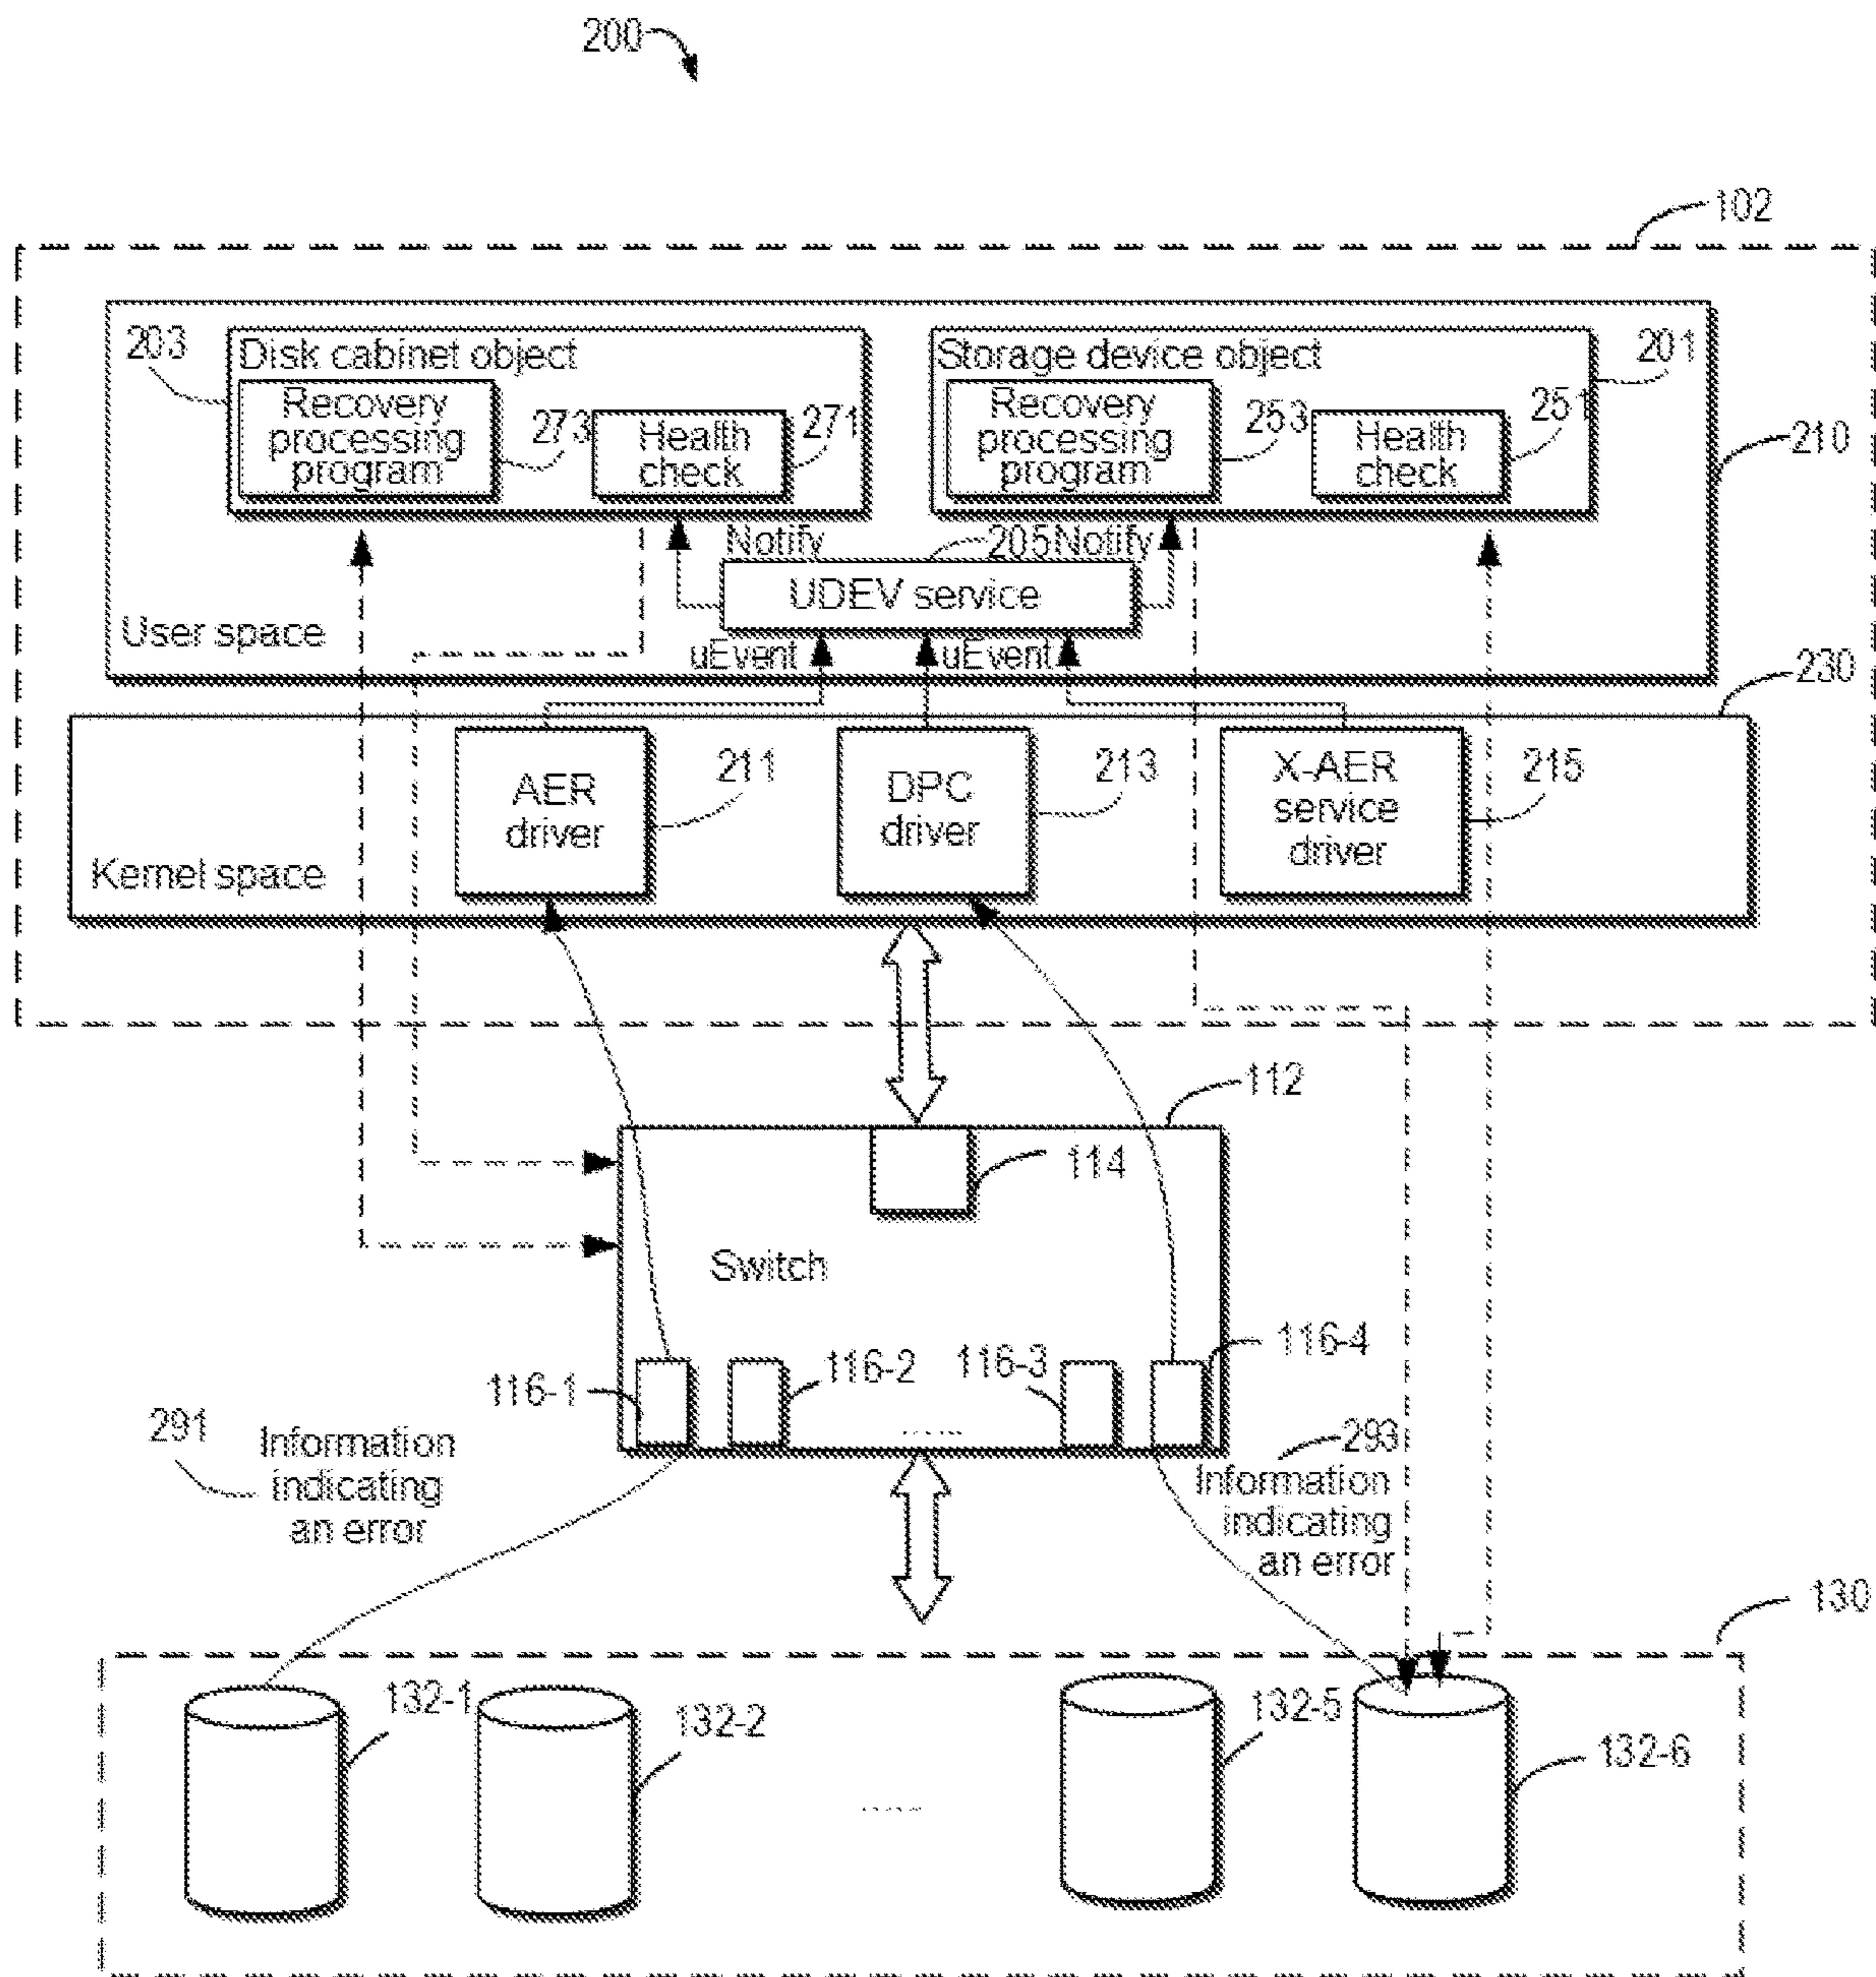 200
102
203
Disk cabinet object
Recovery
processing
program
273
Health
check
271
Storage device object
Recovery
processing
program
253
Health
check
251
201
210
Notify
205
Notify
UDEV service
User space
uEvent
uEvent
230
AER
driver
211
DPC
driver
213
X-AER
service
driver
215
Kernel space
112
114
Switch
116-1
116-2
116-3
116-4
.....
291
Information
indicating
an error
293
Information
indicating
an error
130
132-1
132-2
.....
132-5
132-6